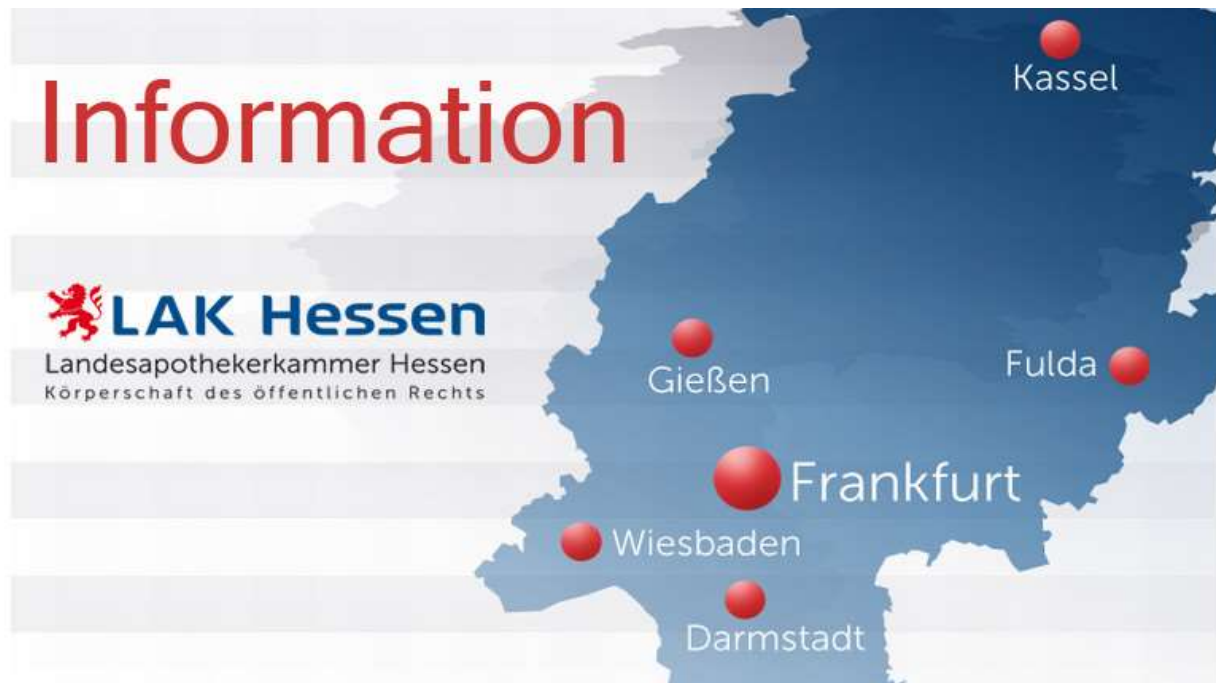 Information
LAK Hessen
Landesapothekerkammer Hessen
Körperschaft des öffentlichen Rechts
Kassel
Gießen
Fulda
Frankfurt
Wiesbaden
Darmstadt